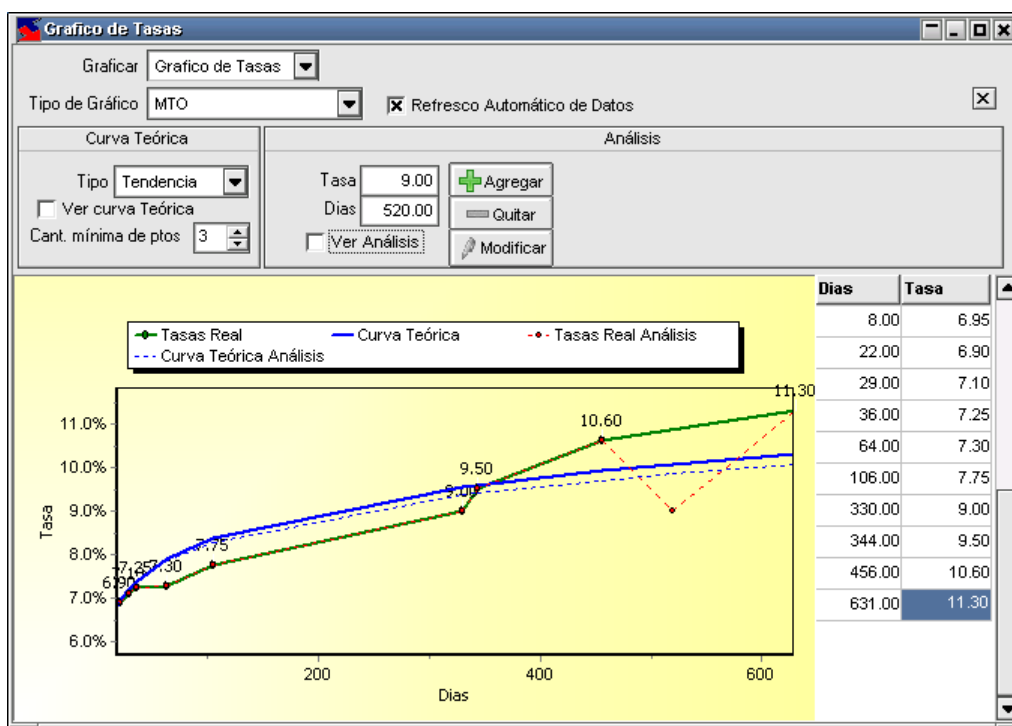 Grafico de Tasas
Graficar Grafico de Tasas
Tipo de Gráfico MTO Refresco Automático de Datos
Curva Teórica Análisis
Tipo Tendencia
Ver curva Teórica
Cant. mínima de ptos 3
Tasa 9.00 Agregar
Dias 520.00 Quitar
Ver Análisis Modificar
Tasas Real Curva Teórica Tasas Real Análisis
Curva Teórica Análisis
11.0%
10.0%
9.0%
8.0%
7.0%
6.0%
Tasa
6.90
7.25
7.30
7.75
9.00
9.50
10.60
11.30
200 400 600
Dias
Dias Tasa
8.00 6.95
22.00 6.90
29.00 7.10
36.00 7.25
64.00 7.30
106.00 7.75
330.00 9.00
344.00 9.50
456.00 10.60
631.00 11.30